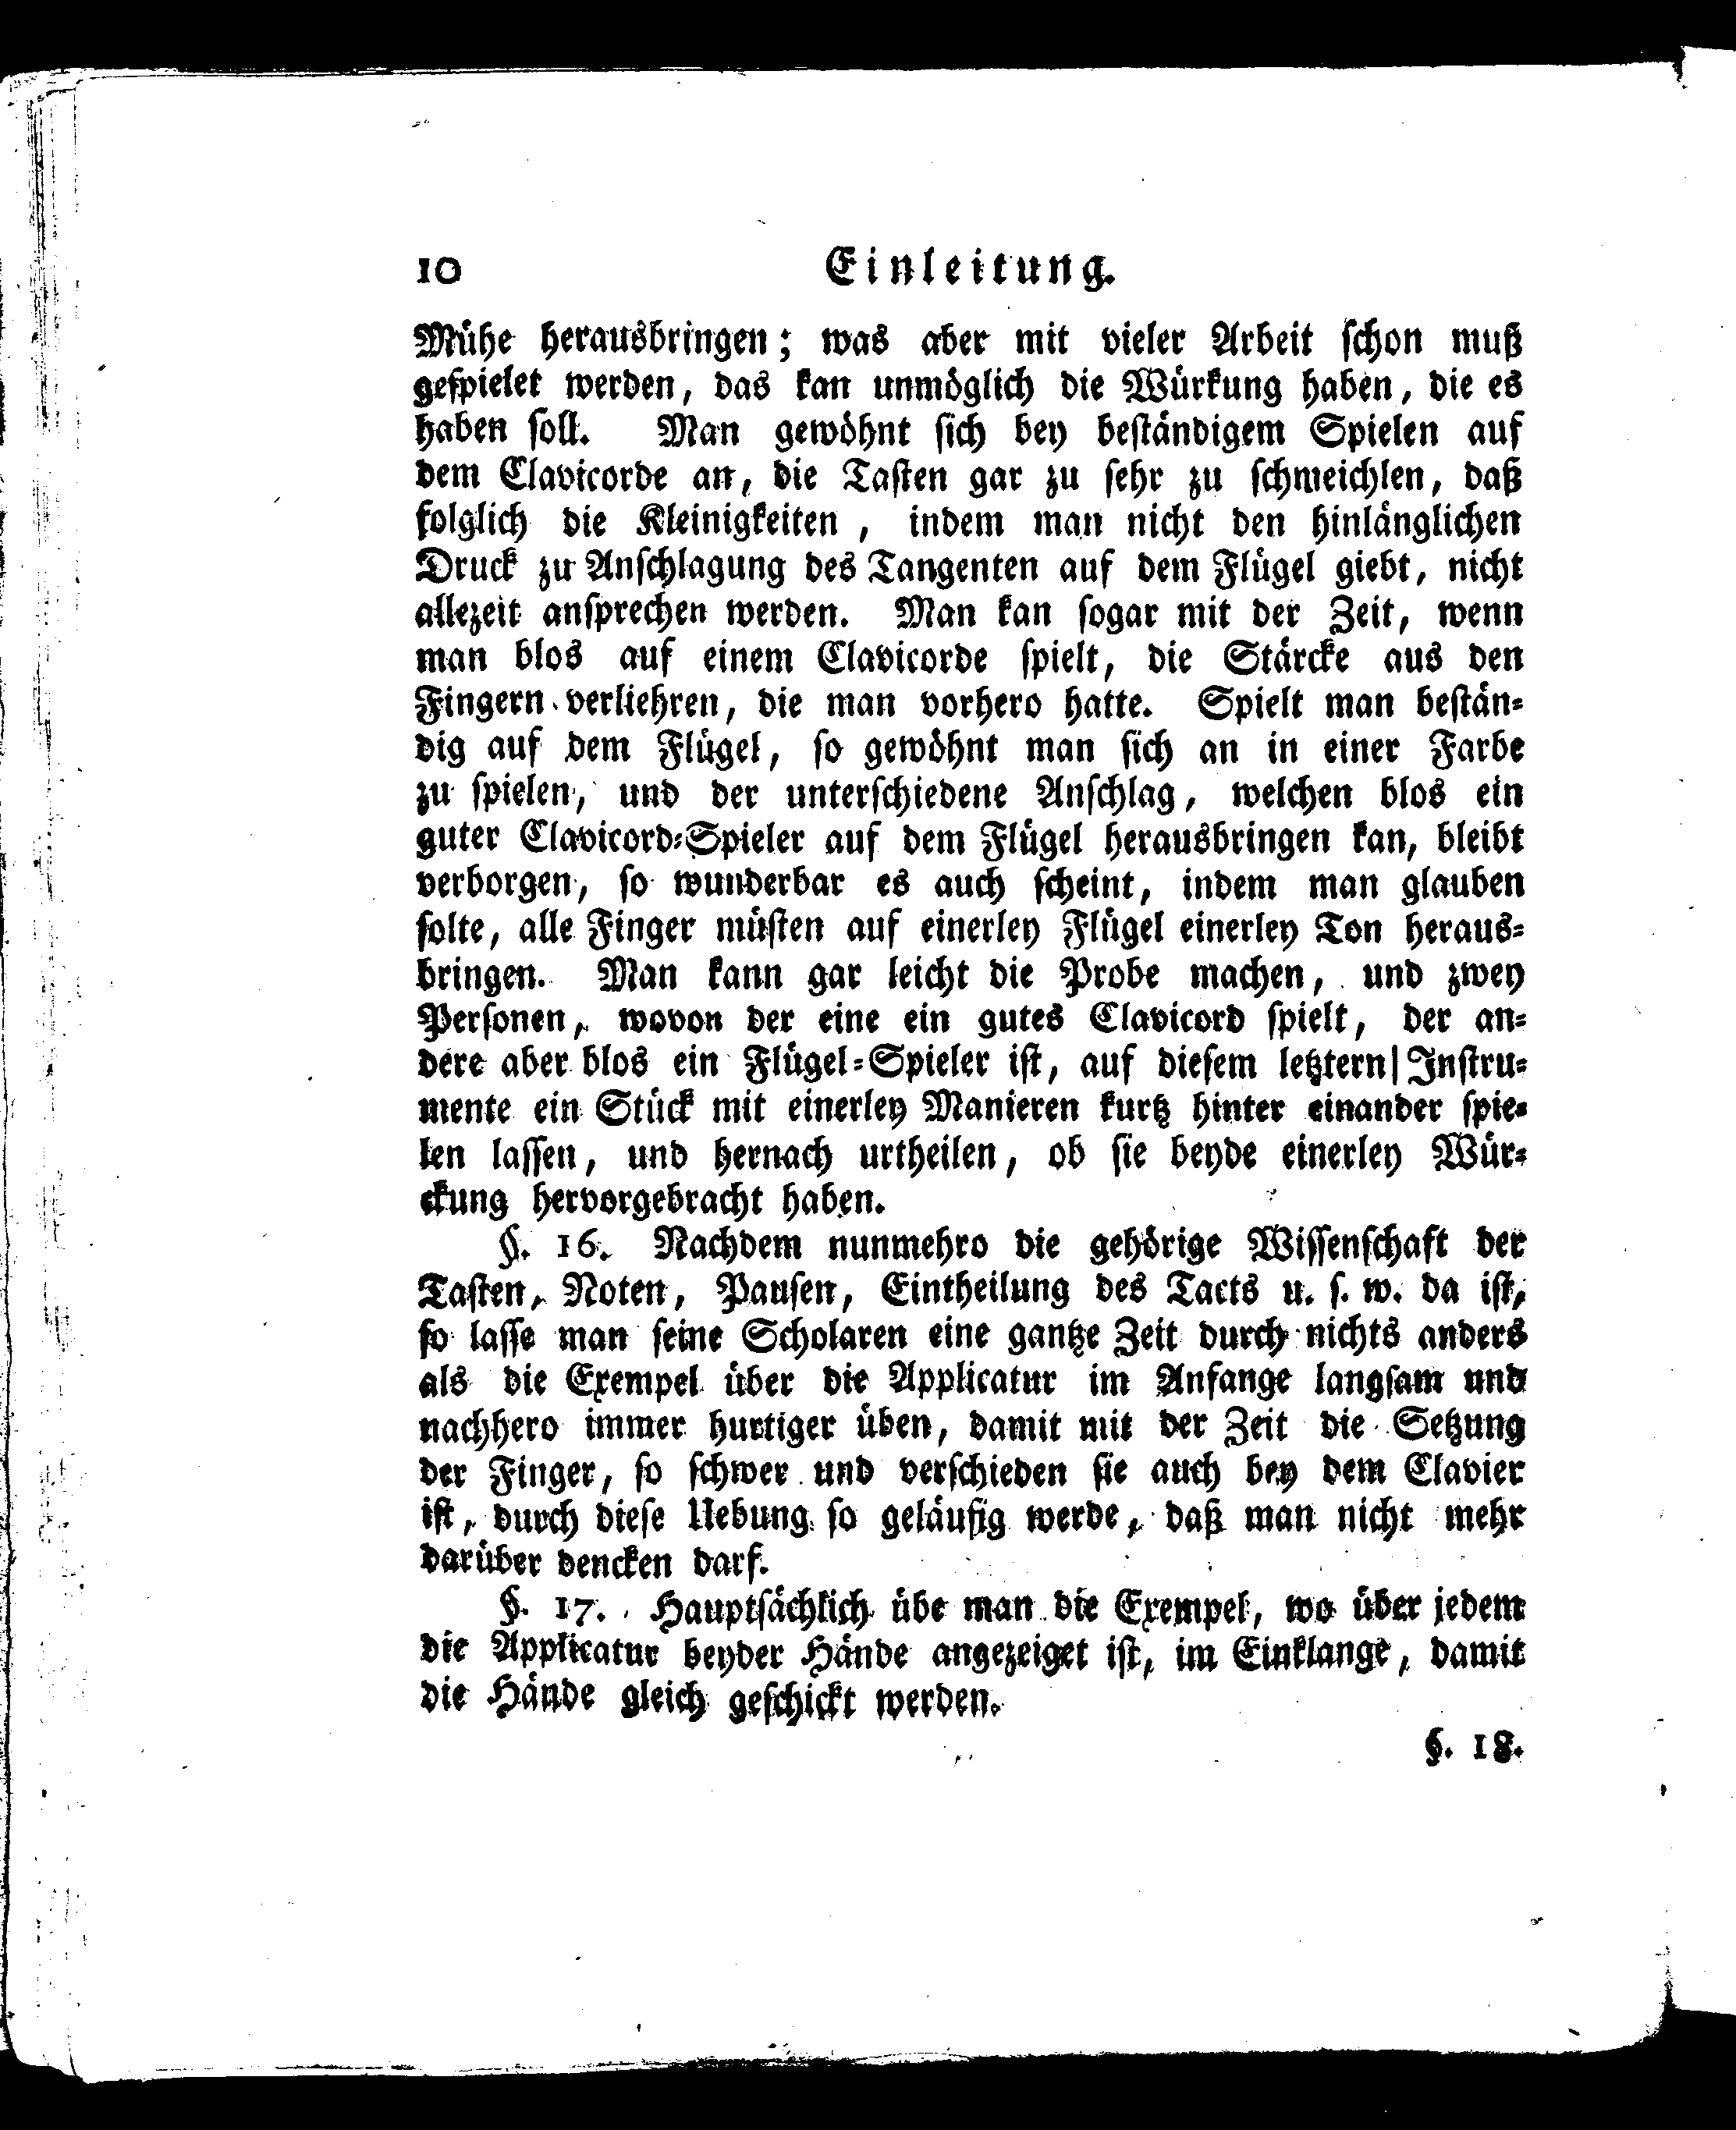 10 Einleitung.
Mühe herausbringen; was aber mit vieler Arbeit schon muß
gespielet werden, das kan unmöglich die Würkung haben, die es
haben soll. Man gewöhnt sich bey beständigem Spielen auf
dem Clavicorde an, die Tasten gar zu sehr zu schmeichlen, daß
folglich die Kleinigkeiten, indem man nicht den hinlänglichen
Druck zu Anschlagung des Tangenten auf dem Flügel giebt, nicht
allezeit ansprechen werden. Man kan sogar mit der Zeit, wenn
man blos auf einem Clavicorde spielt, die Stärcke aus den
Fingern verliehren, die man vorhero hatte. Spielt man bestän=
dig auf dem Flügel, so gewöhnt man sich an in einer Farbe
zu spielen, und der unterschiedene Anschlag, welchen blos ein
guter Clavicord=Spieler auf dem Flügel herausbringen kan, bleibt
verborgen, so wunderbar es auch scheint, indem man glauben
solte, alle Finger müsten auf einerley Flügel einerley Ton heraus=
bringen. Man kann gar leicht die Probe machen, und zwey
Personen, wovon der eine ein gutes Clavicord spielt, der an=
dere aber blos ein Flügel=Spieler ist, auf diesem letztern Instru=
mente ein Stück mit einerley Manieren kurtz hinter einander spie=
len lassen, und hernach urtheilen, ob sie beyde einerley Wür=
ckung hervorgebracht haben.
§. 16. Nachdem nunmehro die gehörige Wissenschaft der
Tasten, Noten, Pausen, Eintheilung des Tacts u. s. w. da ist,
so lasse man seine Scholaren eine gantze Zeit durch nichts anders
als die Exempel über die Applicatur im Anfange langsam und
nachhero immer hurtiger üben, damit mit der Zeit die Setzung
der Finger, so schwer und verschieden sie auch bey dem Clavier
ist, durch diese Uebung so geläufig werde, daß man nicht mehr
darüber dencken darf.
§. 17. Hauptsächlich übe man die Exempel, wo über jedem
die Applicatur beyder Hände angezeiget ist, im Einklange, damit
die Hände gleich geschickt werden.
§. 18.